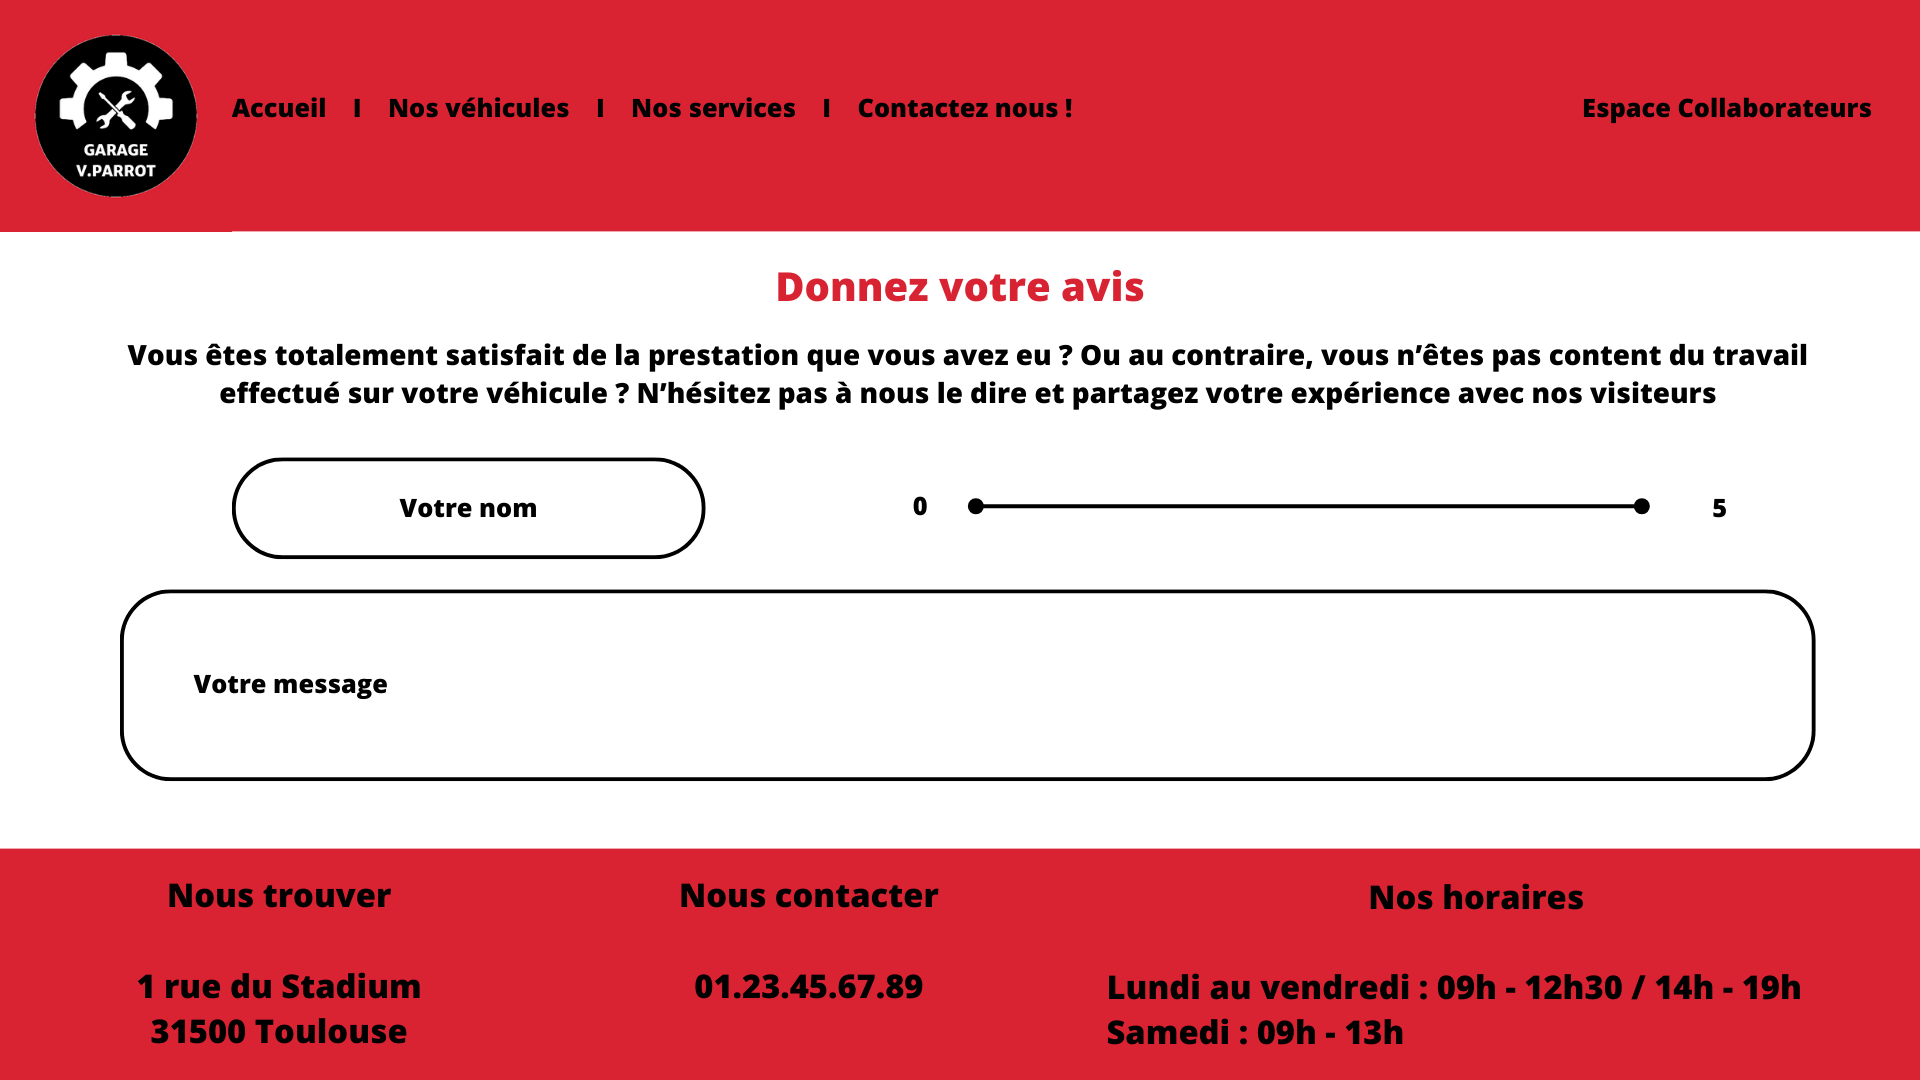 GARAGE
V.PARROT
Accueil I Nos véhicules I Nos services I Contactez nous !
Espace Collaborateurs
Donnez votre avis
Vous êtes totalement satisfait de la prestation que vous avez eu ? Ou au contraire, vous n’êtes pas content du travail
effectué sur votre véhicule ? N’hésitez pas à nous le dire et partagez votre expérience avec nos visiteurs
Votre nom
0
5
Votre message
Nous trouver
1 rue du Stadium
31500 Toulouse
Nous contacter
01.23.45.67.89
Nos horaires
Lundi au vendredi : 09h - 12h30 / 14h - 19h
Samedi : 09h - 13h